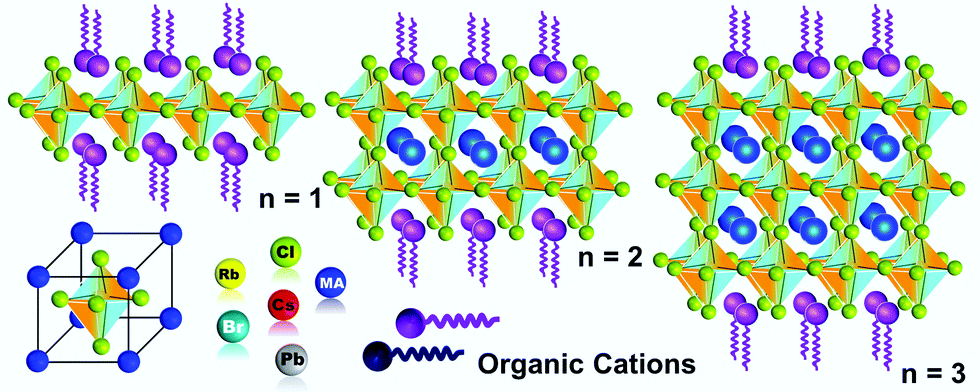 n = 1
n = 2
n = 3
Cl
Rb
MA
Cs
Br
Pb
Organic Cations